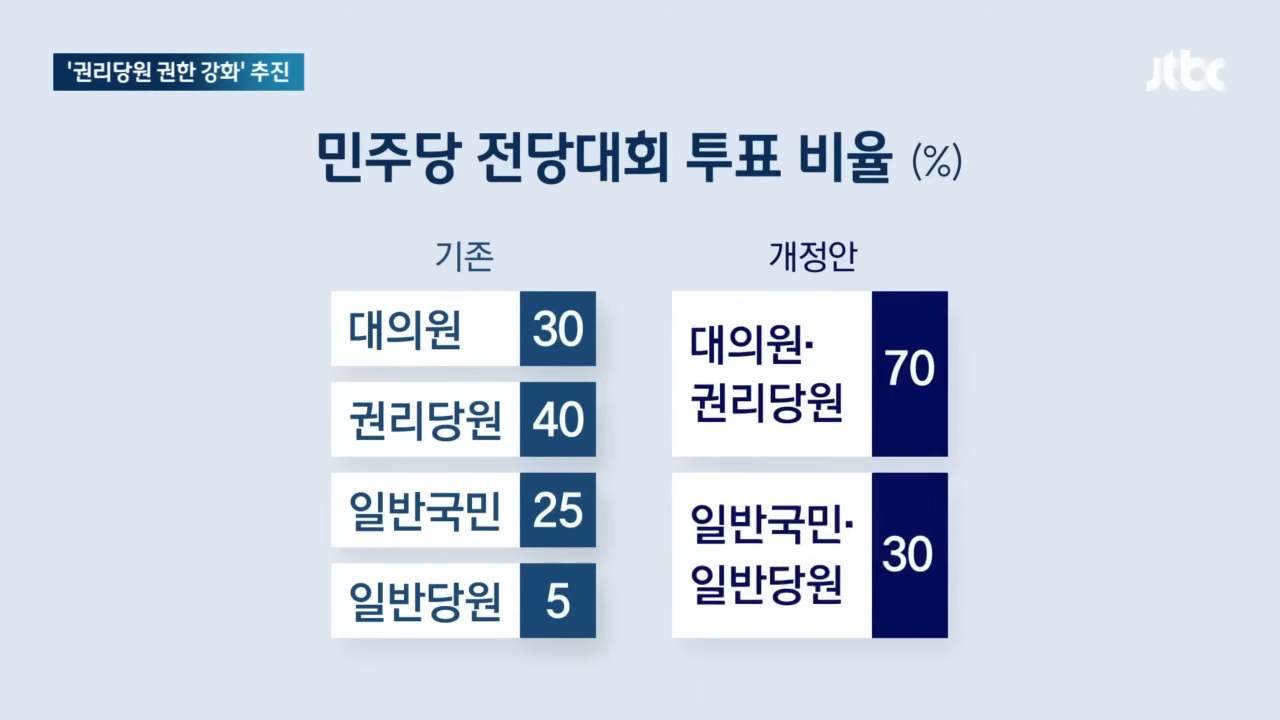 '권리당원 권한 강화' 추진
jtbc
민주당 전당대회 투표 비율 (%)
기존
대의원 30
권리당원 40
일반국민 25
일반당원 5
개정안
대의원·
권리당원
70
일반국민·
일반당원
30